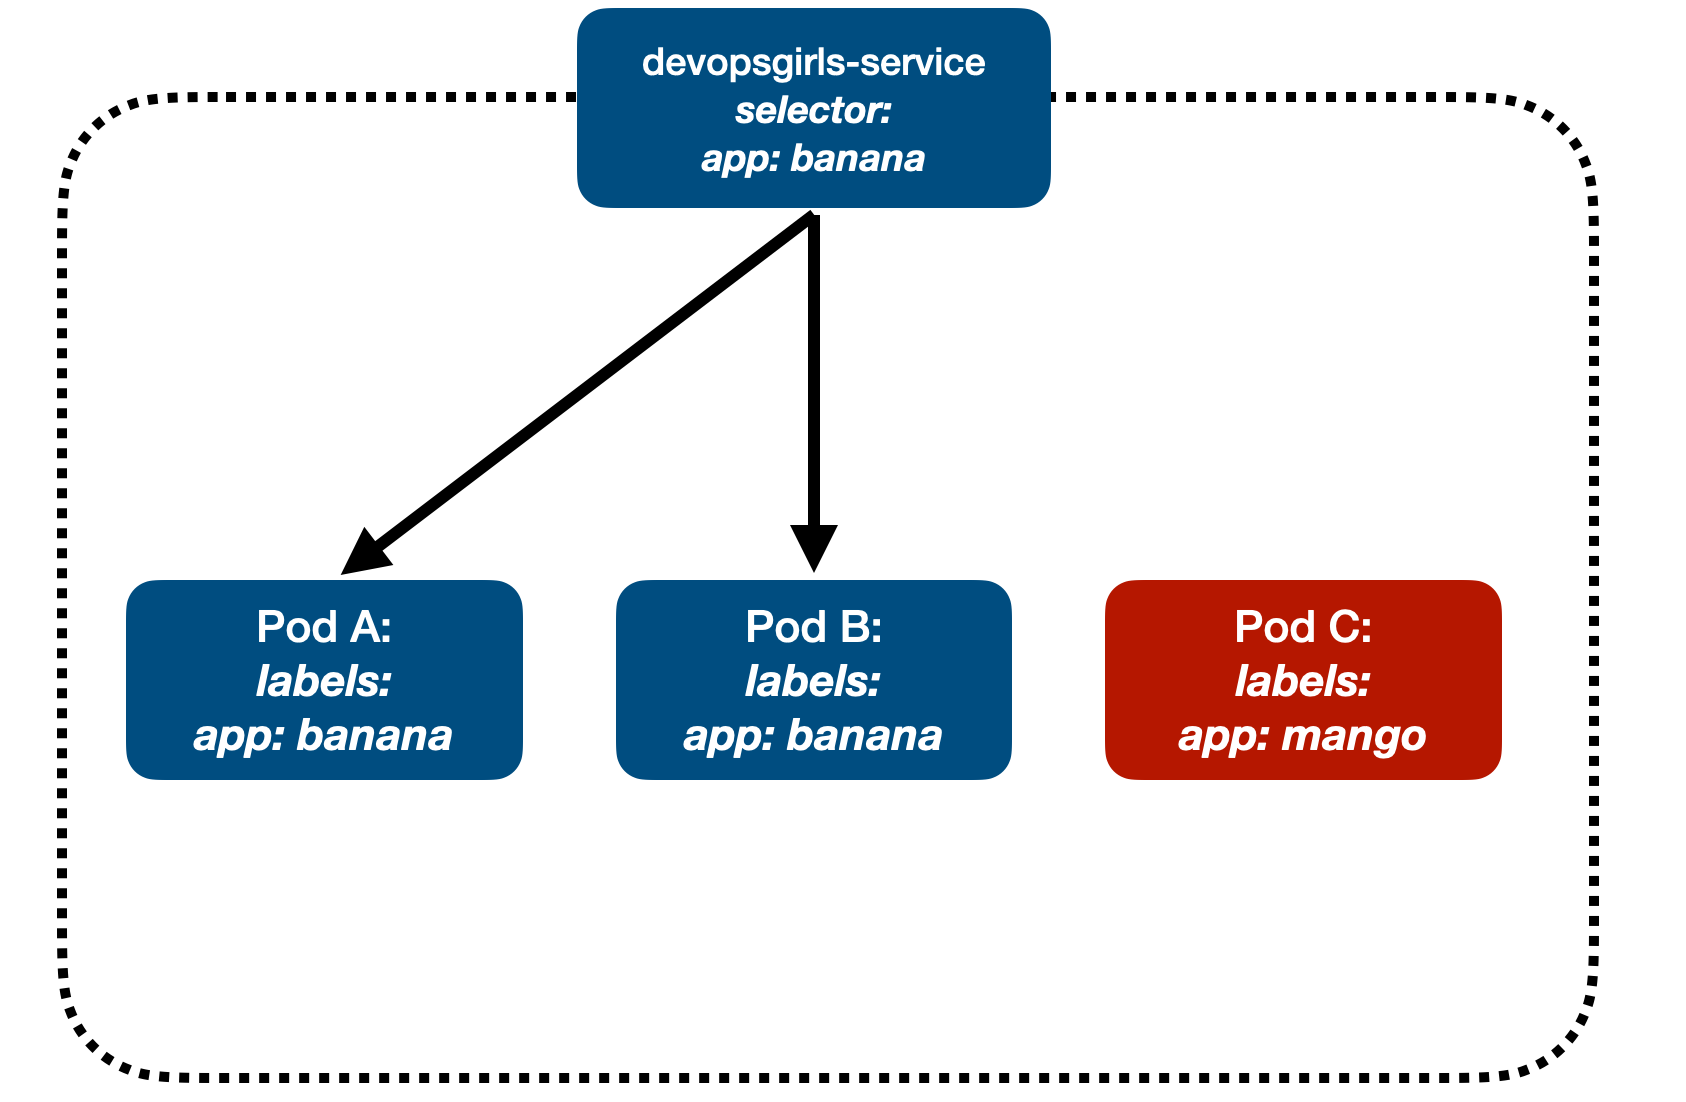 devopsgirls-service
selector:
app: banana
Pod A:
labels:
app: banana
Pod B:
labels:
app: banana
Pod C:
labels:
app: mango